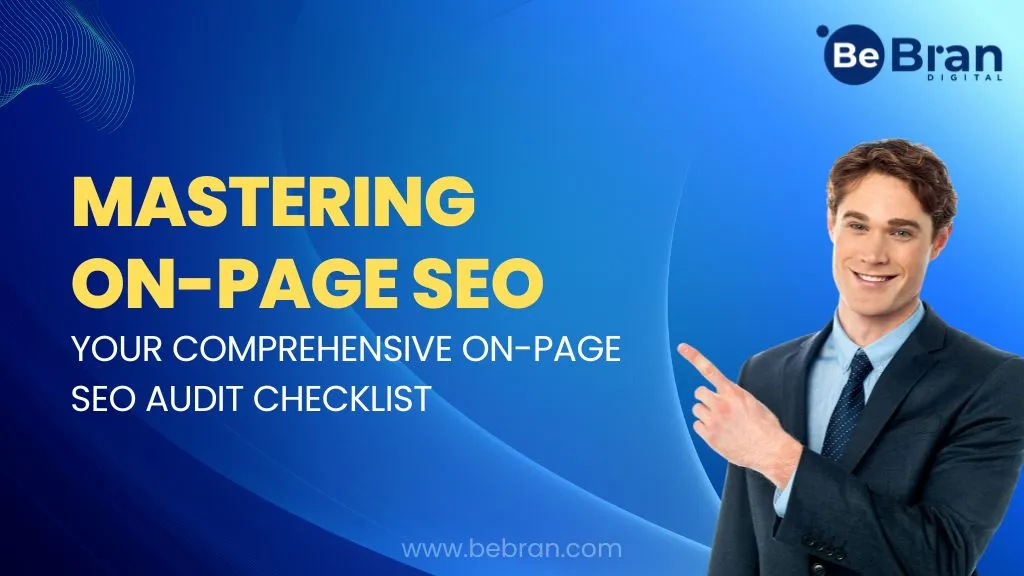 Be Bran
DIGITAL
MASTERING
ON-PAGE SEO
YOUR COMPREHENSIVE ON-PAGE
SEO AUDIT CHECKLIST
www.bebran.com